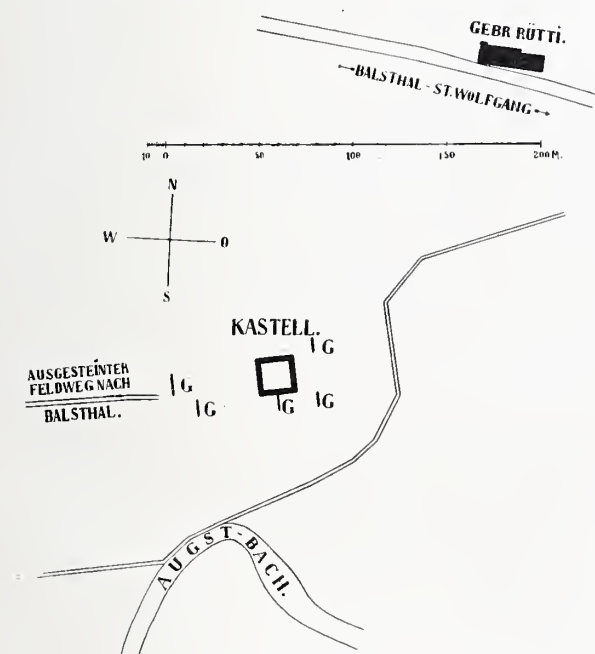 GEBR RÜTTI.
BALSTHAL - ST. WOLFGANG
10 0 50 100 150 200 M.
N
W O
S
KASTELL.
G
AUSGESTEINTER
FELDWEG NACH
BALSTHAL.
G
G
G
G
AUGST-BACH.